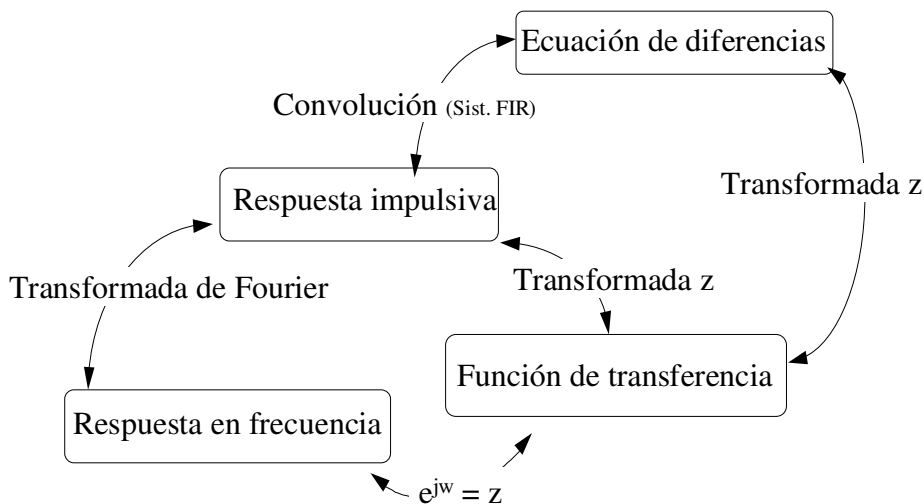 Ecuación de diferencias
Convolución (Sist. FIR)
Transformada z
Respuesta impulsiva
Transformada de Fourier
Transformada z
Función de transferencia
Respuesta en frecuencia
e^jw = z